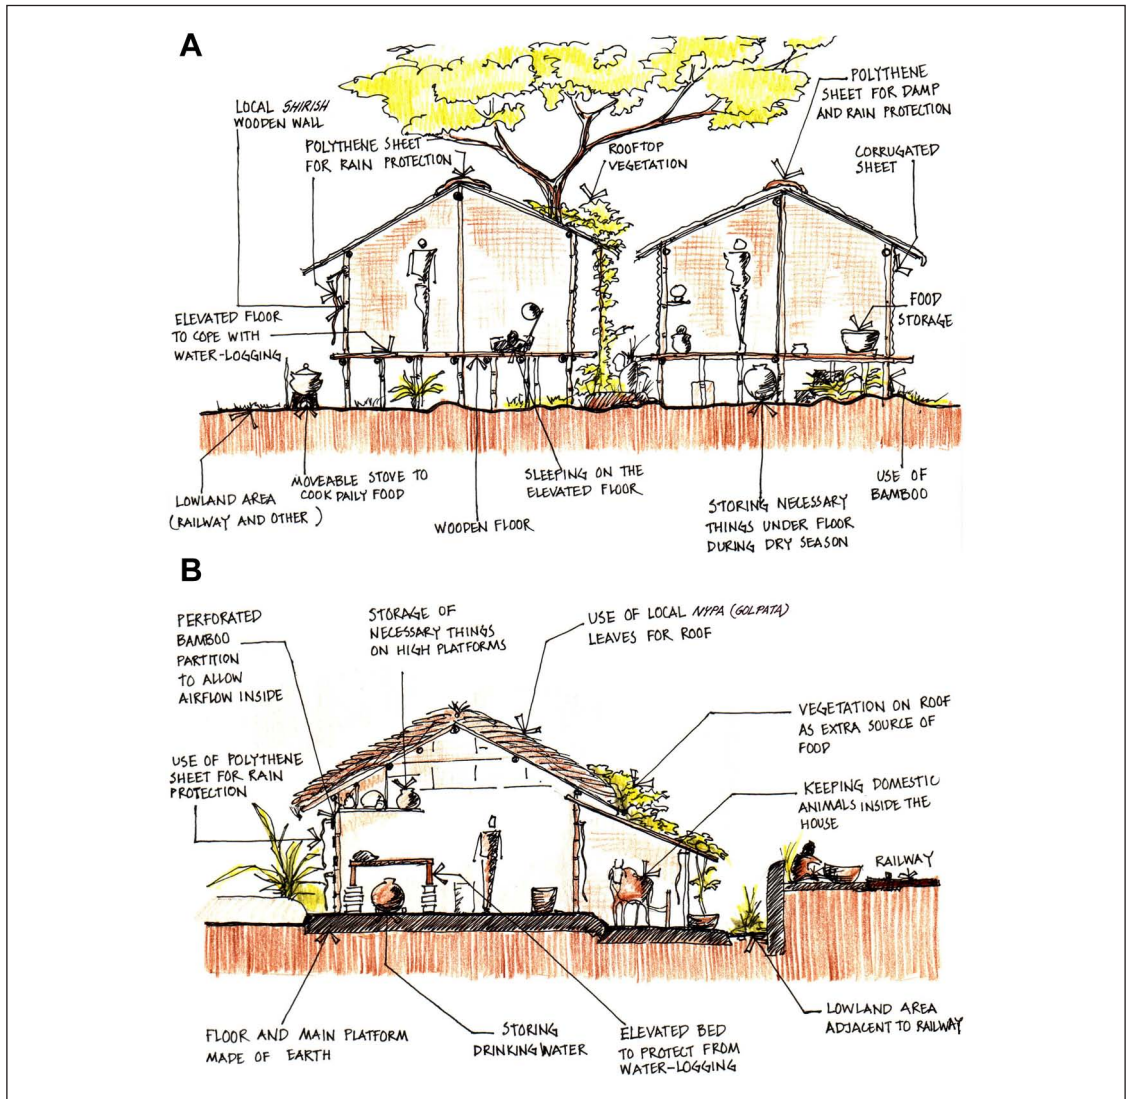 A
LOCAL SHIRISH
WOODEN WALL
POLYTHENE SHEET
FOR RAIN PROTECTION
ROOFTOP
VEGETATION
POLYTHENE
SHEET FOR DAMP
AND RAIN PROTECTION
CORRUGATED
SHEET
ELEVATED FLOOR
TO COPE WITH
WATER-LOGGING
FOOD
STORAGE
LOWLAND AREA
(RAILWAY AND OTHER)
MOVEABLE STOVE TO
COOK DAILY FOOD
WOODEN FLOOR
SLEEPING ON THE
ELEVATED FLOOR
STORING NECESSARY
THINGS UNDER FLOOR
DURING DRY SEASON
USE OF
BAMBOO
B
PERFORATED
BAMBOO
PARTITION
TO ALLOW
AIRFLOW INSIDE
STORAGE OF
NECESSARY THINGS
ON HIGH PLATFORMS
USE OF LOCAL NYPA (GOLPATA)
LEAVES FOR ROOF
VEGETATION ON ROOF
AS EXTRA SOURCE OF
FOOD
USE OF POLYTHENE
SHEET FOR RAIN
PROTECTION
KEEPING DOMESTIC
ANIMALS INSIDE THE
HOUSE
RAILWAY
FLOOR AND MAIN PLATFORM
MADE OF EARTH
STORING
DRINKING WATER
ELEVATED BED
TO PROTECT FROM
WATER-LOGGING
LOWLAND AREA
ADJACENT TO RAILWAY